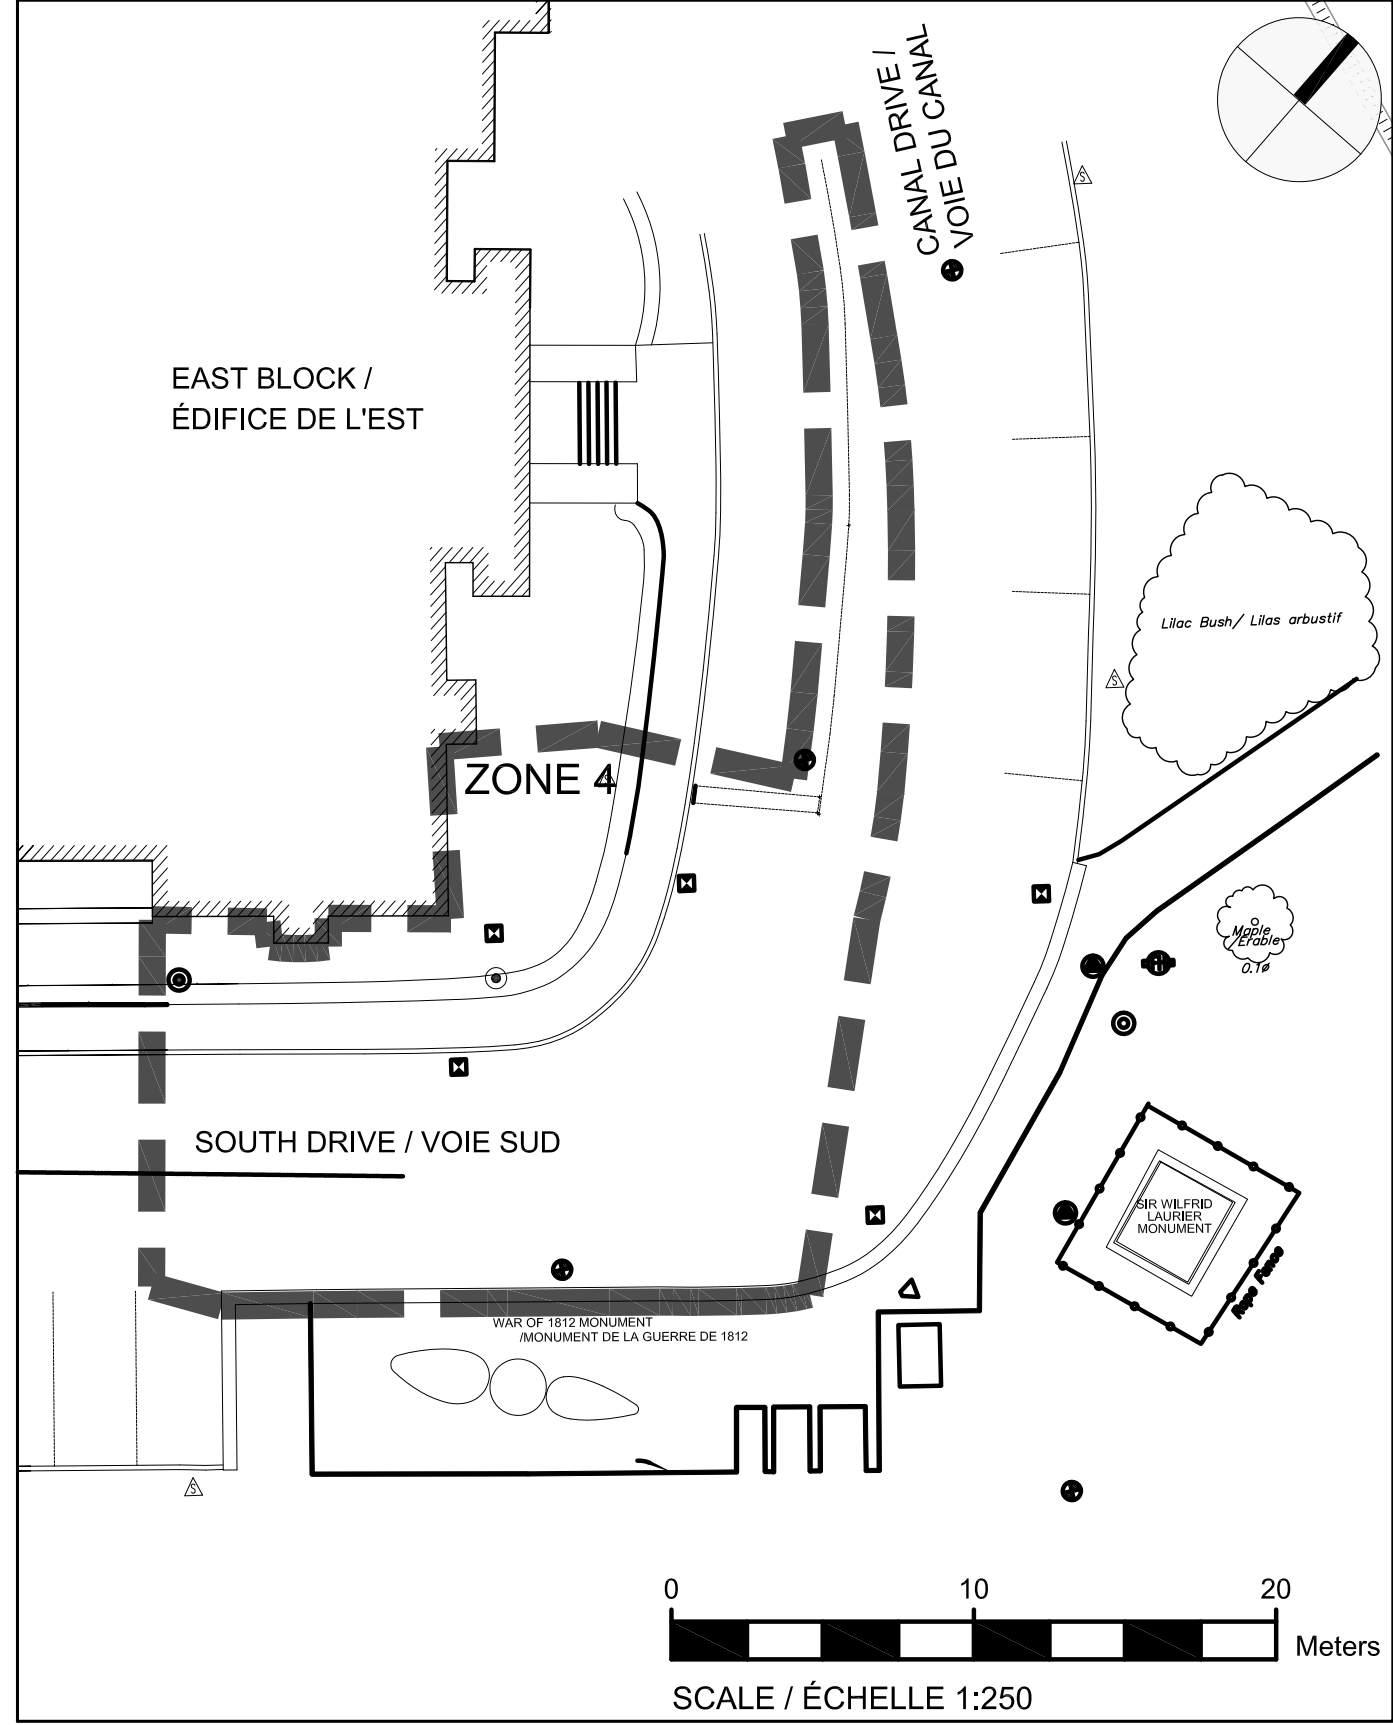 CANAL DRIVE /
VOIE DU CANAL
S
EAST BLOCK /
ÉDIFICE DE L'EST
Lilac Bush/ Lilas arbustif
S
ZONE 4
S
Maple
/Erable
0.1ø
SOUTH DRIVE / VOIE SUD
SIR WILFRID
LAURIER
MONUMENT
Rope Fence
WAR OF 1812 MONUMENT
/MONUMENT DE LA GUERRE DE 1812
S
0 10 20
Meters
SCALE / ÉCHELLE 1:250